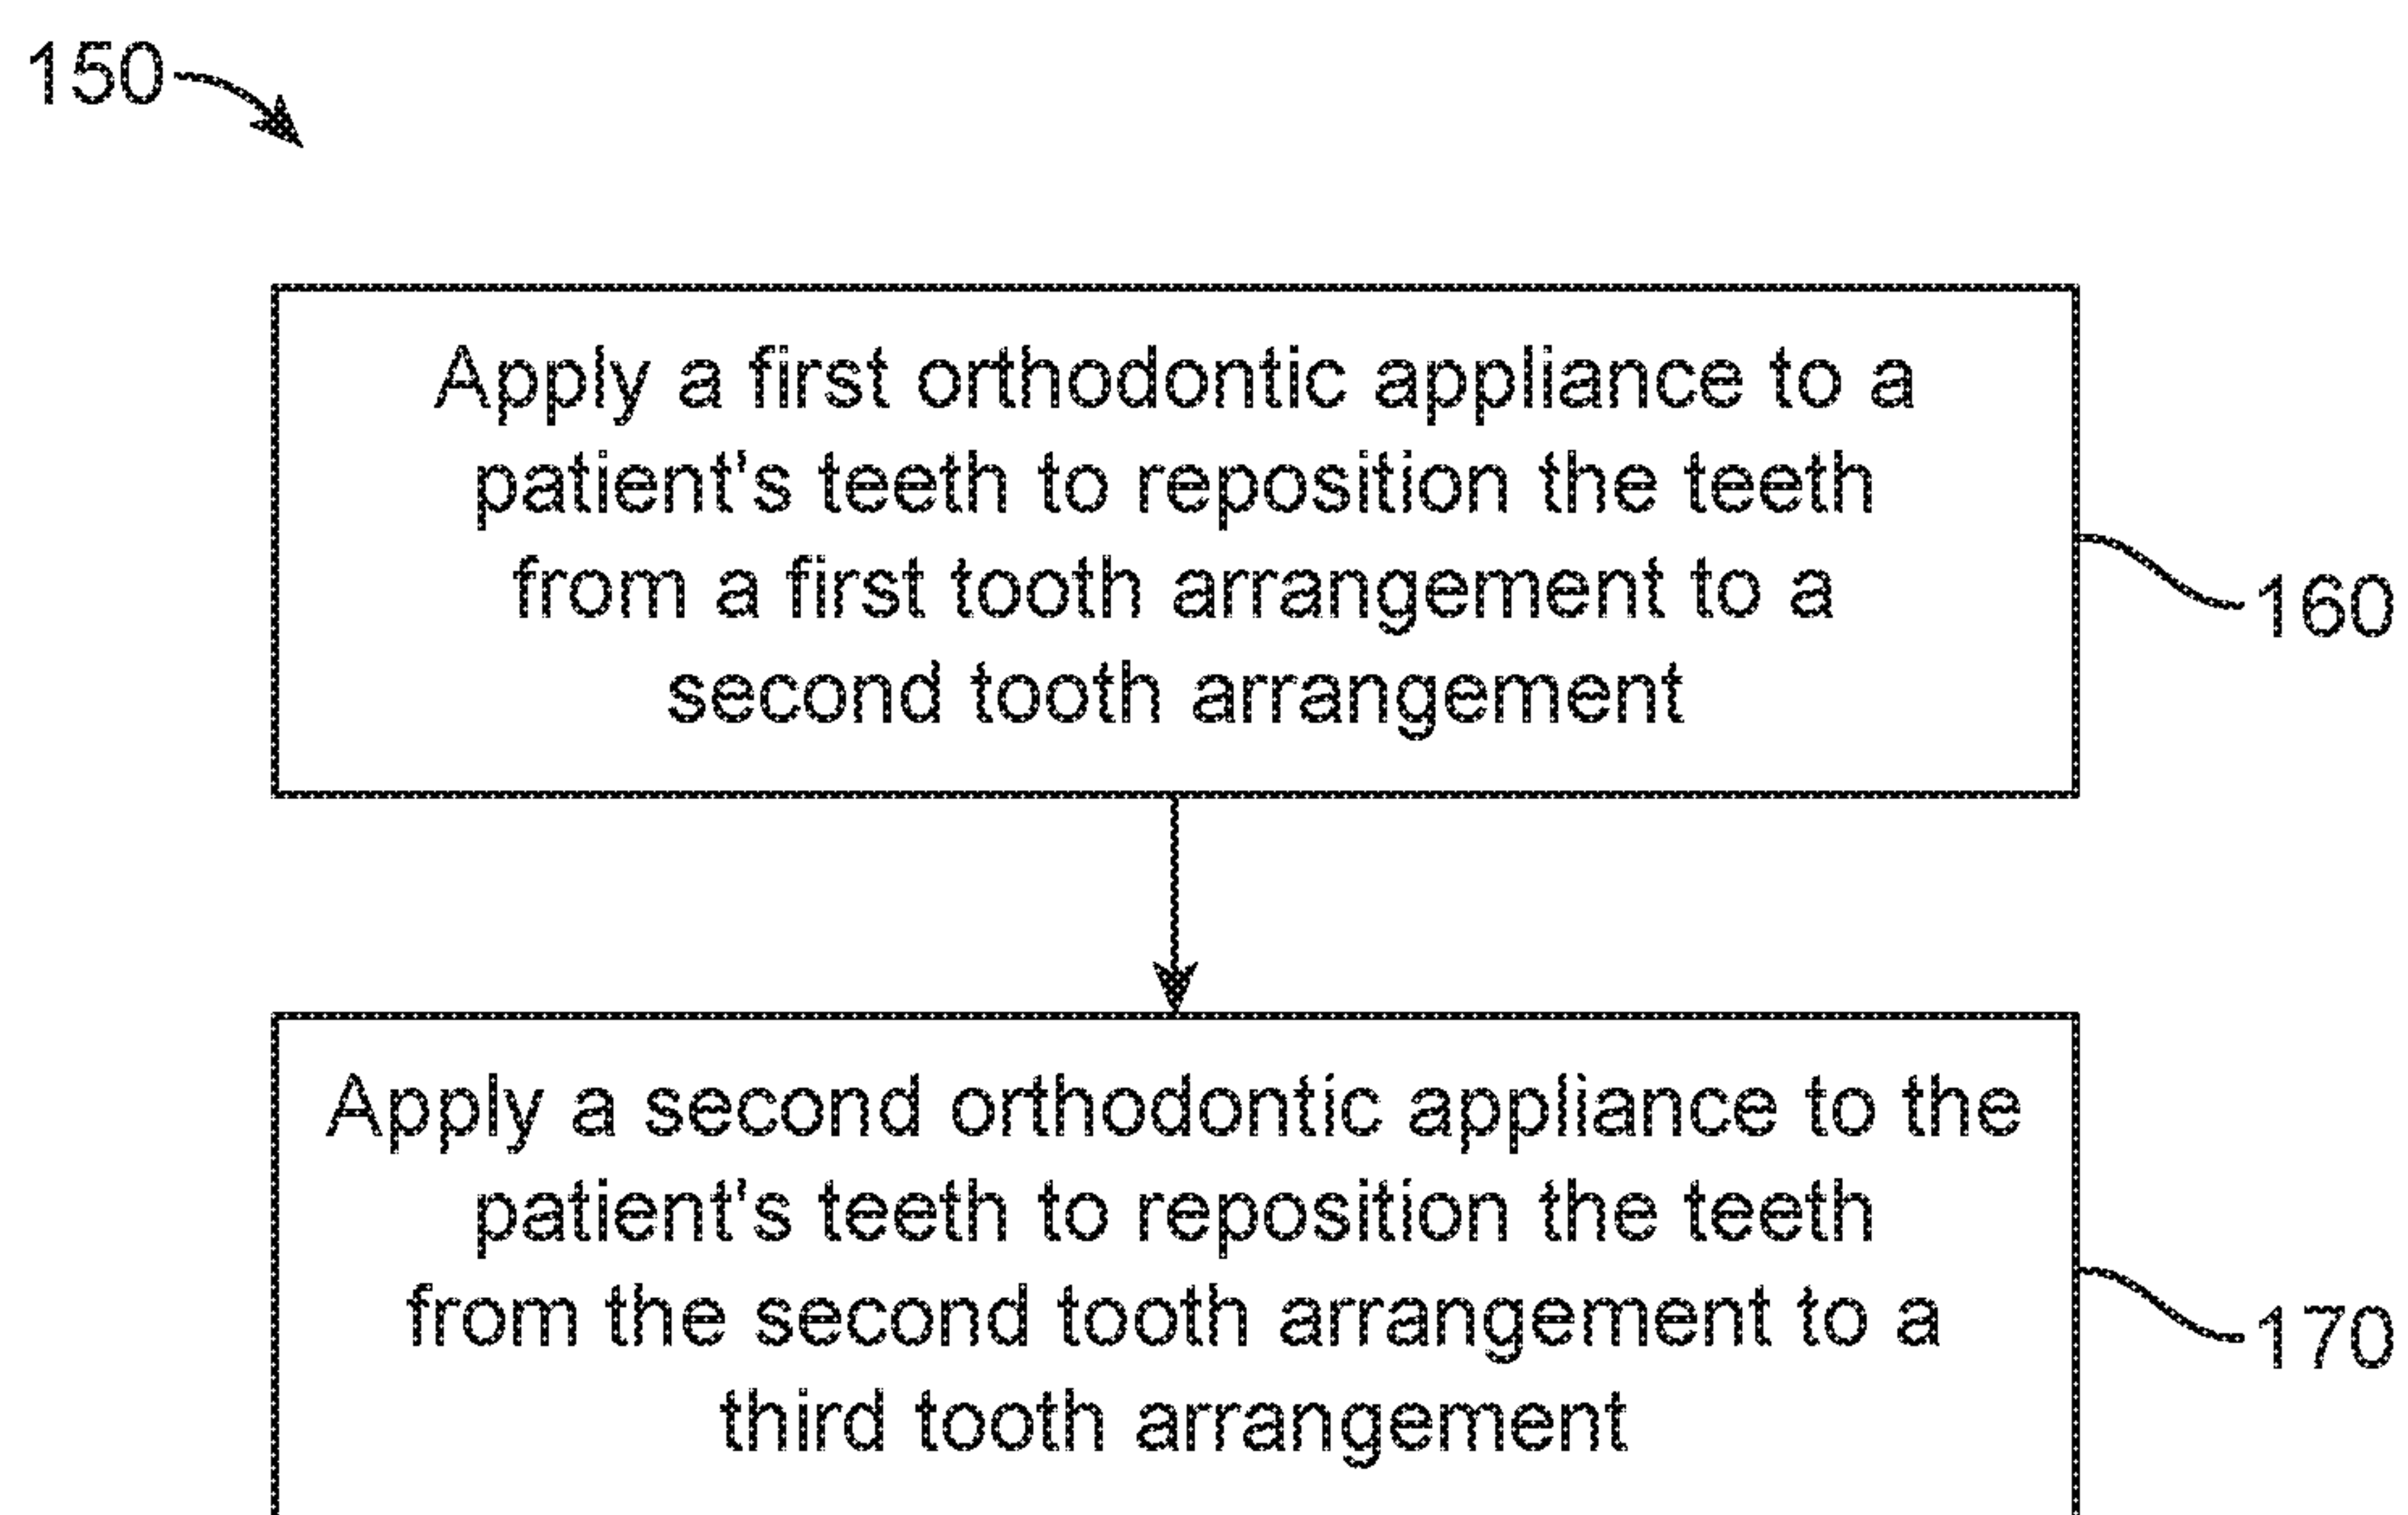 150
Apply a first orthodontic appliance to a
patient's teeth to reposition the teeth
from a first tooth arrangement to a
second tooth arrangement
160
Apply a second orthodontic appliance to the
patient's teeth to reposition the teeth
from the second tooth arrangement to a
third tooth arrangement
170